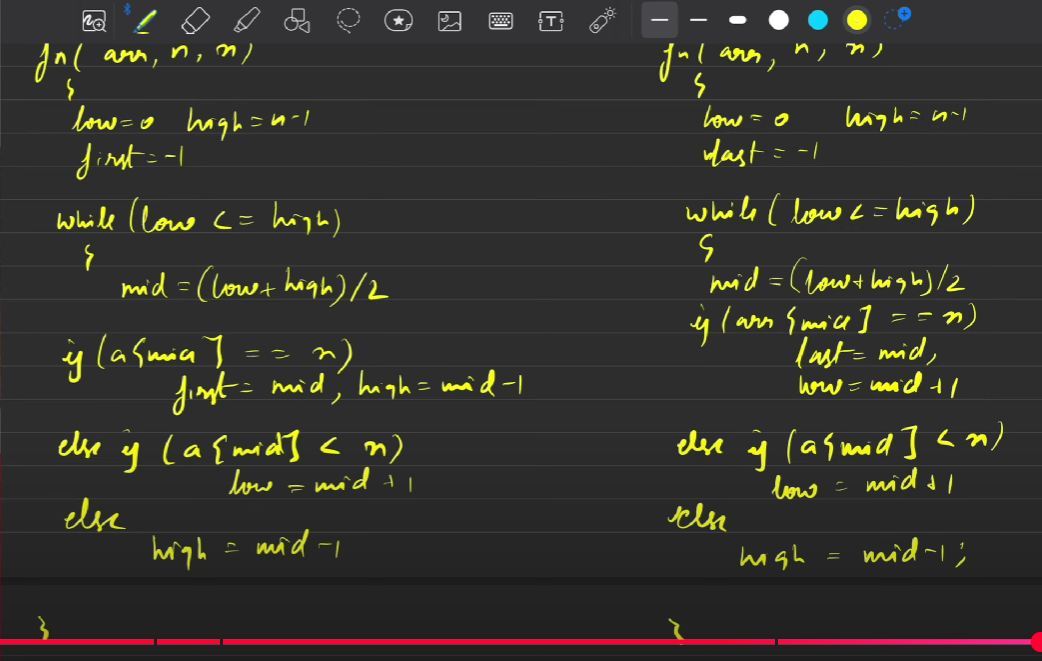 fn( arr, n, x)
{
low=0 high=n-1
first=-1
while (low <= high)
{
mid=(low+high)/2
if (a[mid] == x)
first= mid, high=mid-1
else if (a[mid] < x)
low = mid+1
else
high = mid-1
}
fn( arr, n, x)
{
low=0 high=n-1
last=-1
while (low <= high)
{
mid=(low+high)/2
if (arr[mid] == x)
last= mid,
low=mid+1
else if (a[mid] < x)
low = mid+1
else
high = mid-1;
}